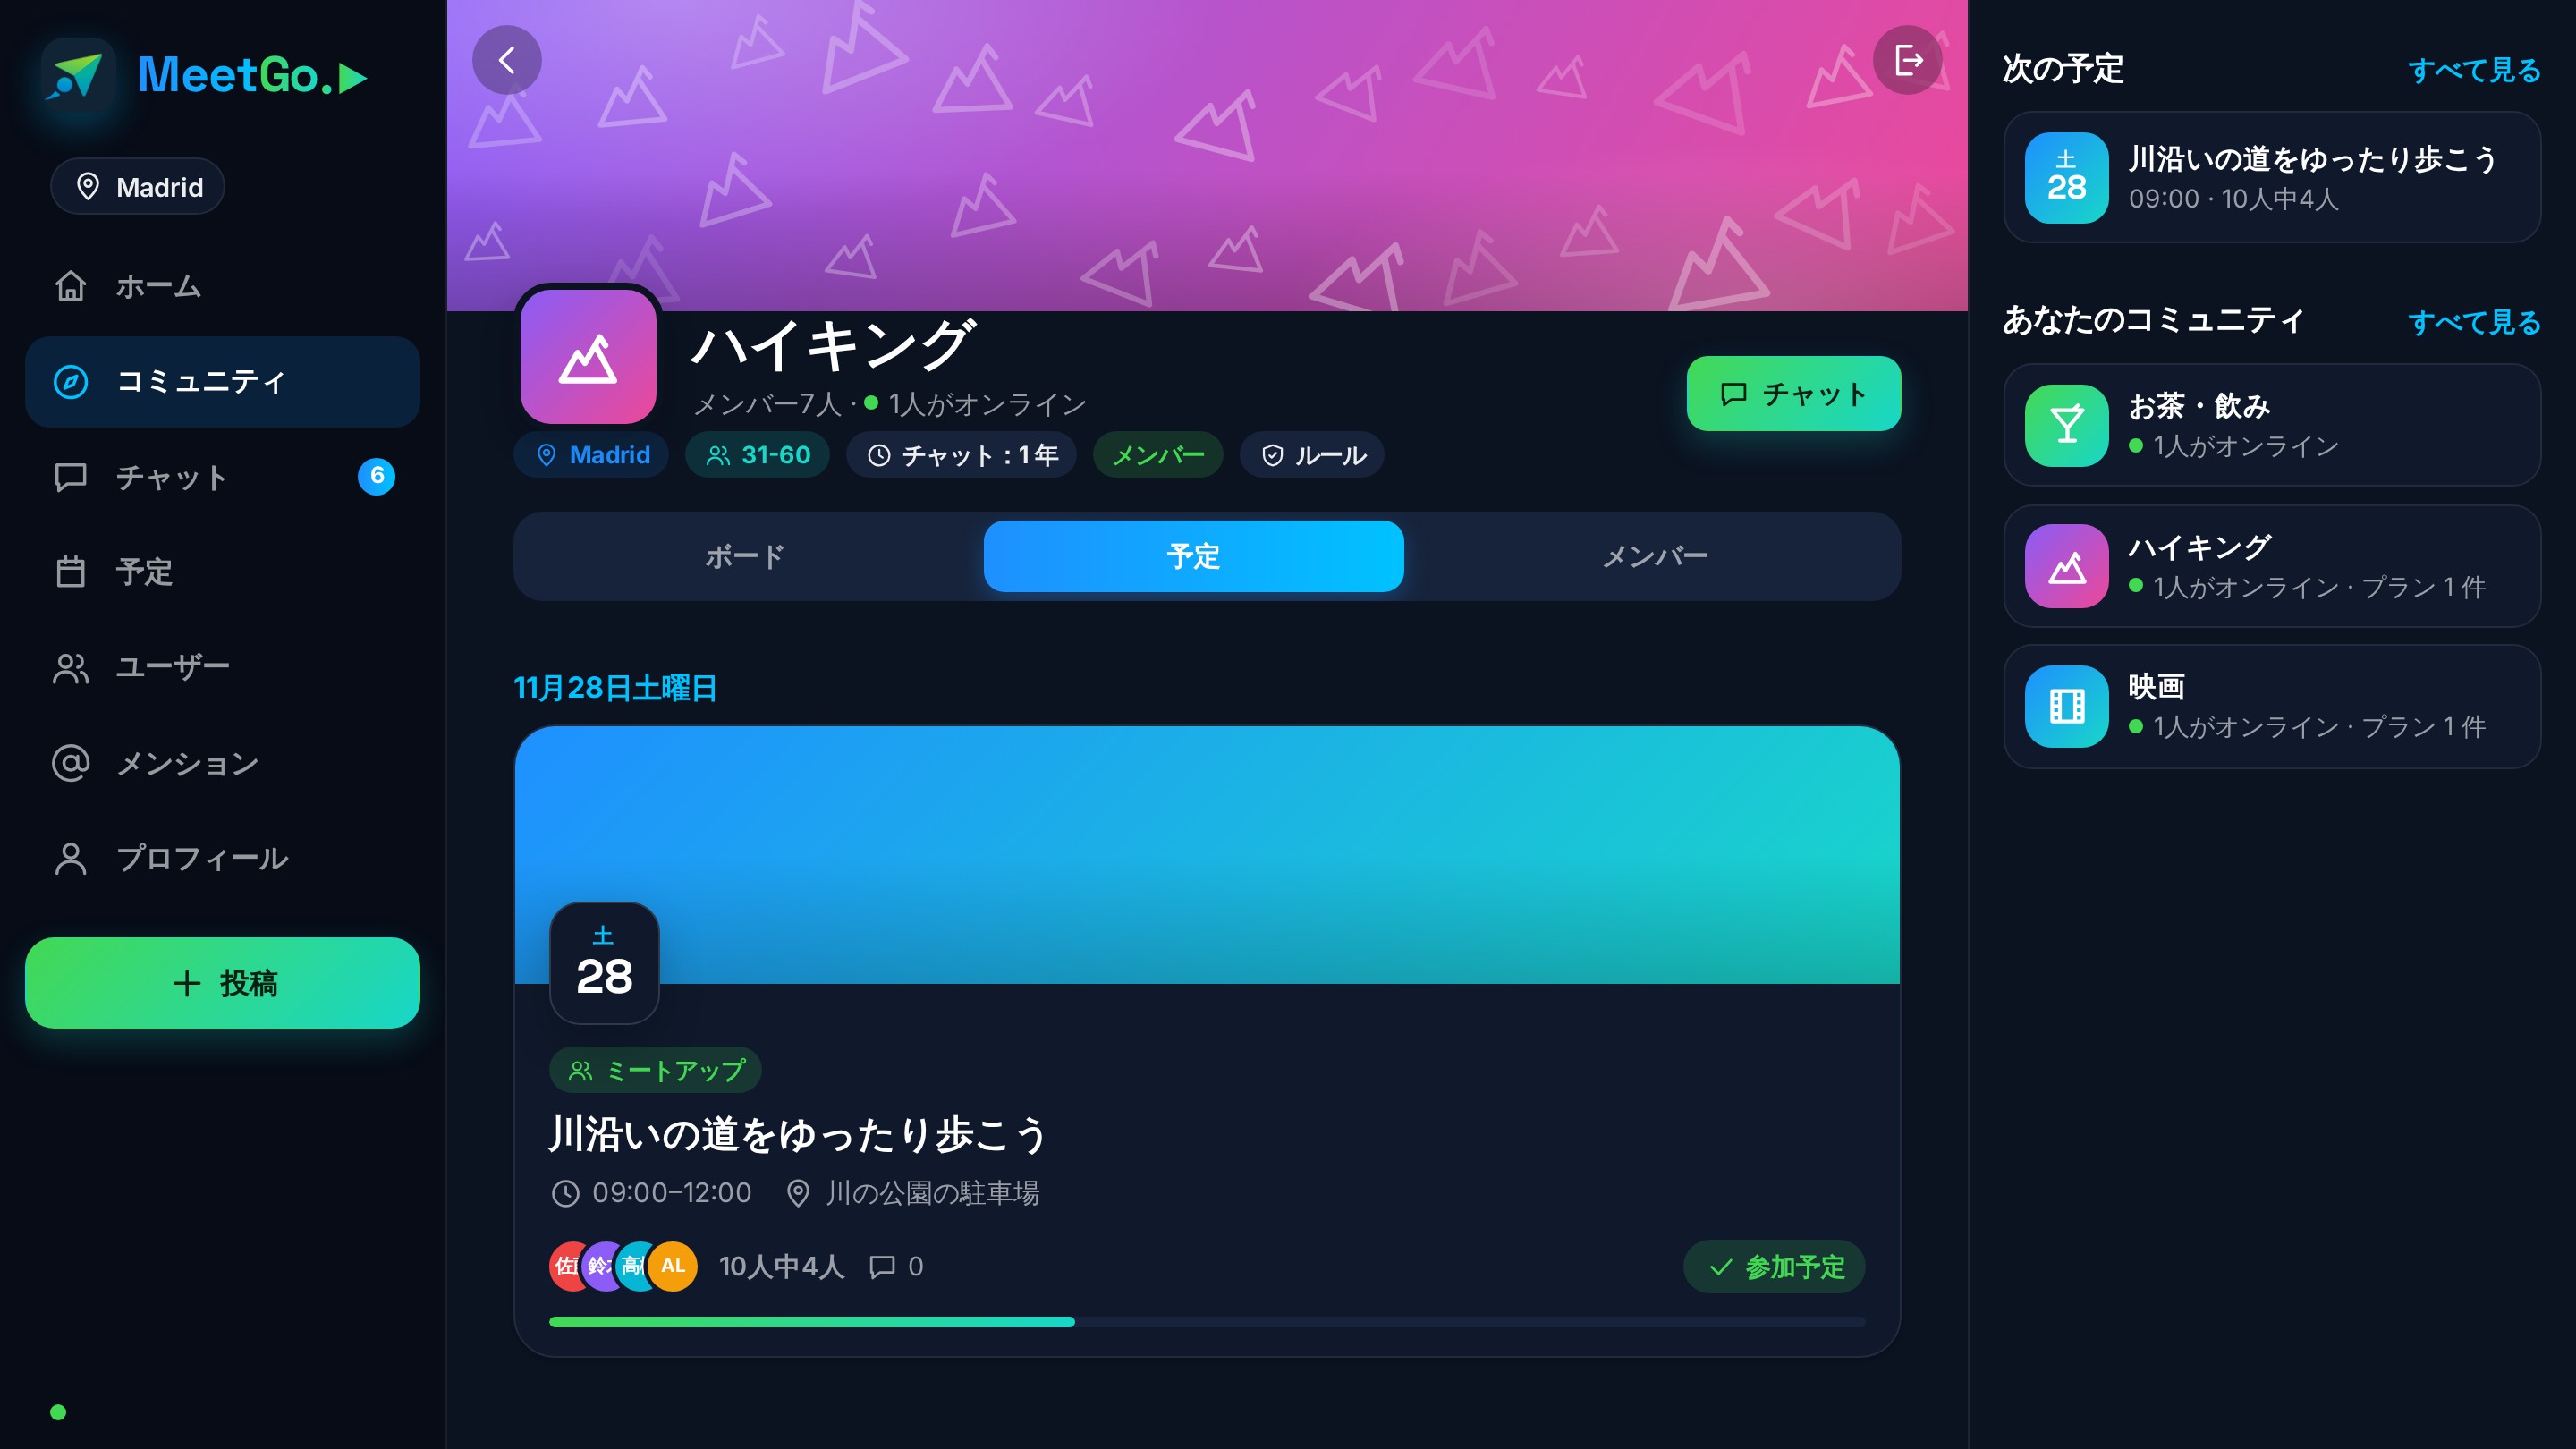 MeetGo.
Madrid
ホーム
コミュニティ
チャット
6
予定
ユーザー
メンション
プロフィール
投稿
ハイキング
メンバー7人 · 1人がオンライン
チャット
Madrid
31-60
チャット：1 年
メンバー
ルール
ボード
予定
メンバー
11月28日土曜日
土
28
ミートアップ
川沿いの道をゆったり歩こう
09:00–12:00
川の公園の駐車場
佐
鈴
高
AL
10人中4人
0
参加予定
次の予定
すべて見る
土
28
川沿いの道をゆったり歩こう
09:00 · 10人中4人
あなたのコミュニティ
すべて見る
お茶・飲み
1人がオンライン
ハイキング
1人がオンライン · プラン 1 件
映画
1人がオンライン · プラン 1 件